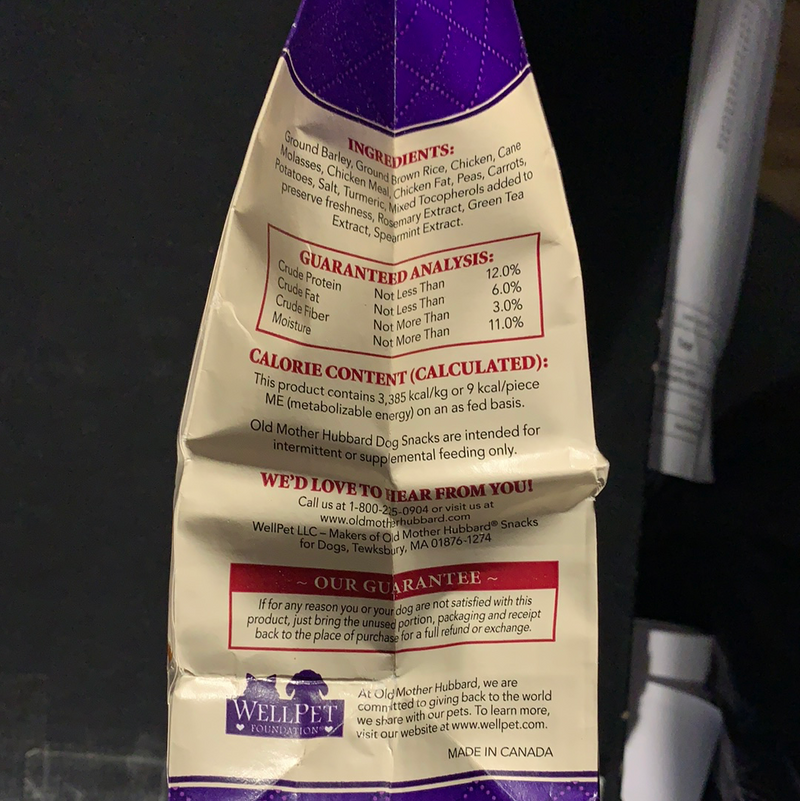 INGREDIENTS:
Ground Barley, Ground Brown Rice, Chicken, Cane
Molasses, Chicken Meal, Chicken Fat, Peas, Carrots,
Potatoes, Salt, Turmeric, Mixed Tocopherols added to
preserve freshness, Rosemary Extract, Green Tea
Extract, Spearmint Extract.
GUARANTEED ANALYSIS:
Crude Protein Not Less Than 12.0%
Crude Fat Not Less Than 6.0%
Crude Fiber Not More Than 3.0%
Moisture Not More Than 11.0%
CALORIE CONTENT (CALCULATED):
This product contains 3,385 kcal/kg or 9 kcal/piece
ME (metabolizable energy) on an as fed basis.
Old Mother Hubbard Dog Snacks are intended for
intermittent or supplemental feeding only.
WE'D LOVE TO HEAR FROM YOU!
Call us at 1-800-225-0904 or visit us at
www.oldmotherhubbard.com
WellPet LLC – Makers of Old Mother Hubbard® Snacks
for Dogs, Tewksbury, MA 01876-1274
~ OUR GUARANTEE ~
If for any reason you or your dog are not satisfied with this
product, just bring the unused portion, packaging and receipt
back to the place of purchase for a full refund or exchange.
WELLPET
FOUNDATION®
At Old Mother Hubbard, we are
committed to giving back to the world
we share with our pets. To learn more,
visit our website at www.wellpet.com.
MADE IN CANADA